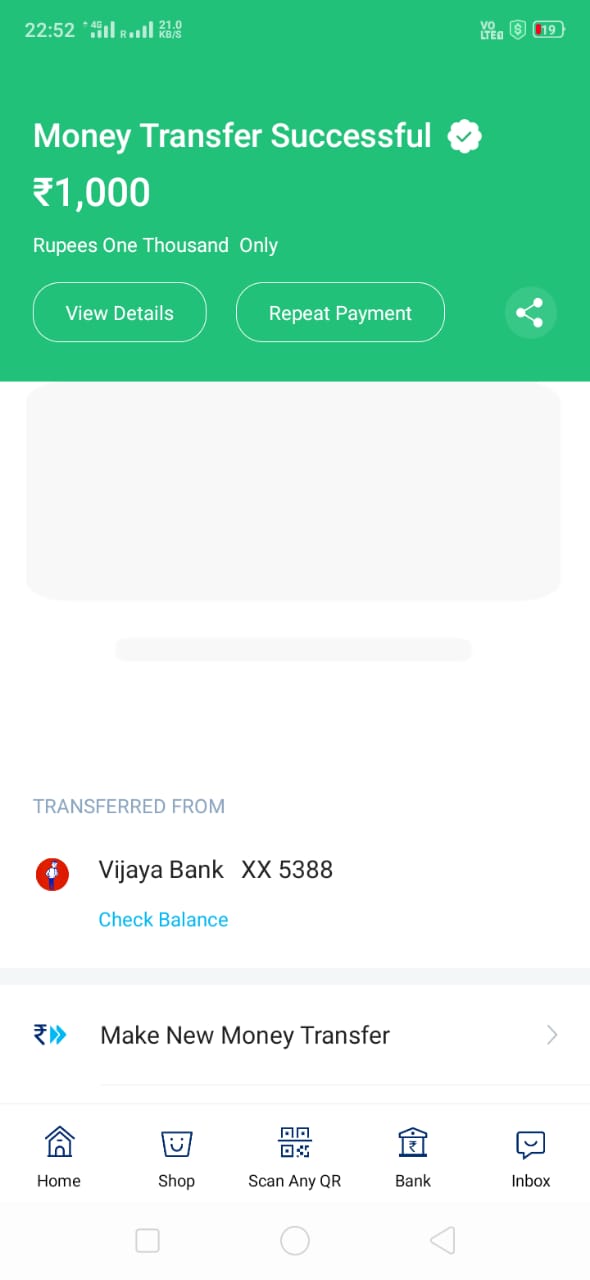 22:52 4G R 21.0 KB/S VO LTE 19
Money Transfer Successful
₹1,000
Rupees One Thousand Only
View Details Repeat Payment
TRANSFERRED FROM
Vijaya Bank XX 5388
Check Balance
₹ Make New Money Transfer
Home Shop Scan Any QR Bank Inbox